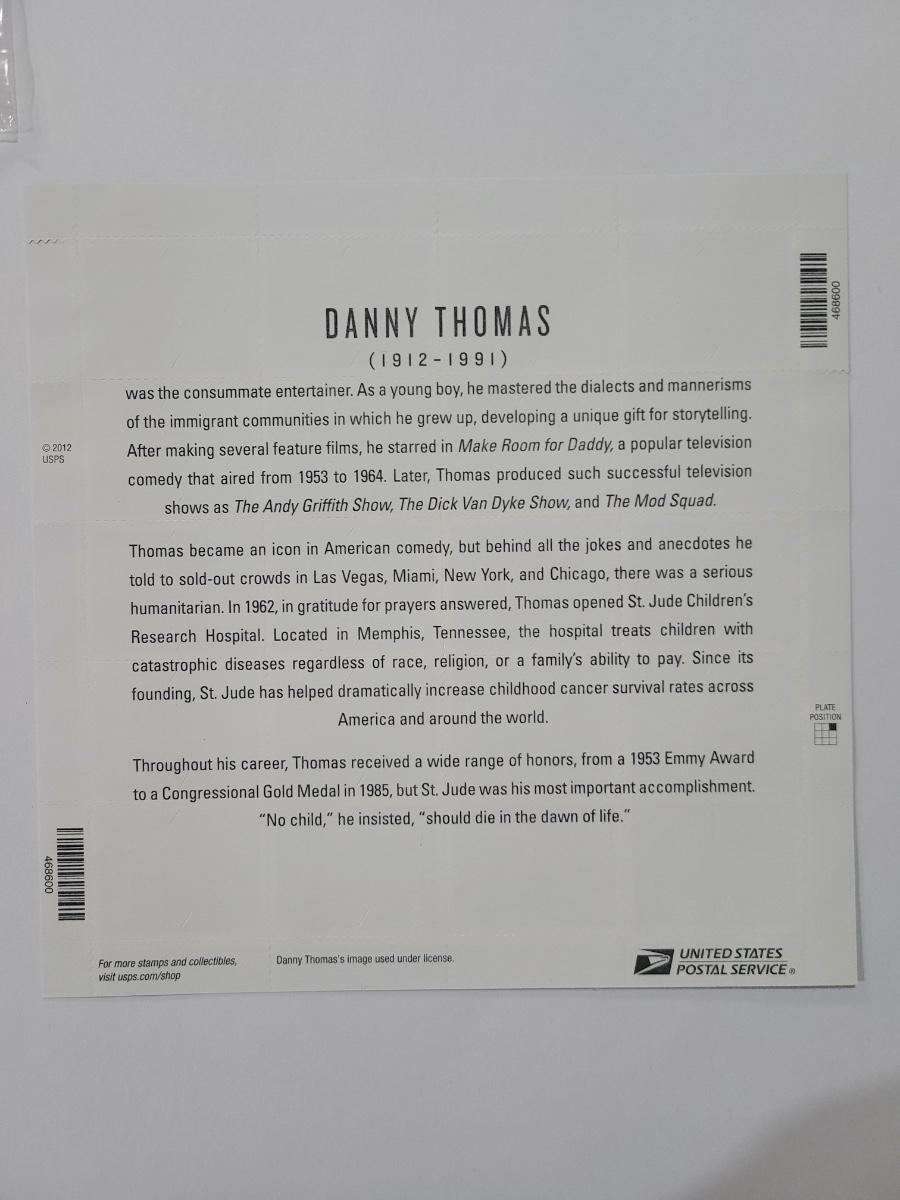 DANNY THOMAS
(1912-1991)
was the consummate entertainer. As a young boy, he mastered the dialects and mannerisms
of the immigrant communities in which he grew up, developing a unique gift for storytelling.
After making several feature films, he starred in Make Room for Daddy, a popular television
comedy that aired from 1953 to 1964. Later, Thomas produced such successful television
shows as The Andy Griffith Show, The Dick Van Dyke Show, and The Mod Squad.
Thomas became an icon in American comedy, but behind all the jokes and anecdotes he
told to sold-out crowds in Las Vegas, Miami, New York, and Chicago, there was a serious
humanitarian. In 1962, in gratitude for prayers answered, Thomas opened St. Jude Children's
Research Hospital. Located in Memphis, Tennessee, the hospital treats children with
catastrophic diseases regardless of race, religion, or a family's ability to pay. Since its
founding, St. Jude has helped dramatically increase childhood cancer survival rates across
America and around the world.
Throughout his career, Thomas received a wide range of honors, from a 1953 Emmy Award
to a Congressional Gold Medal in 1985, but St. Jude was his most important accomplishment.
"No child," he insisted, "should die in the dawn of life."
© 2012
USPS
468600
PLATE
POSITION
468600
For more stamps and collectibles,
visit usps.com/shop
Danny Thomas's image used under license.
UNITED STATES
POSTAL SERVICE®